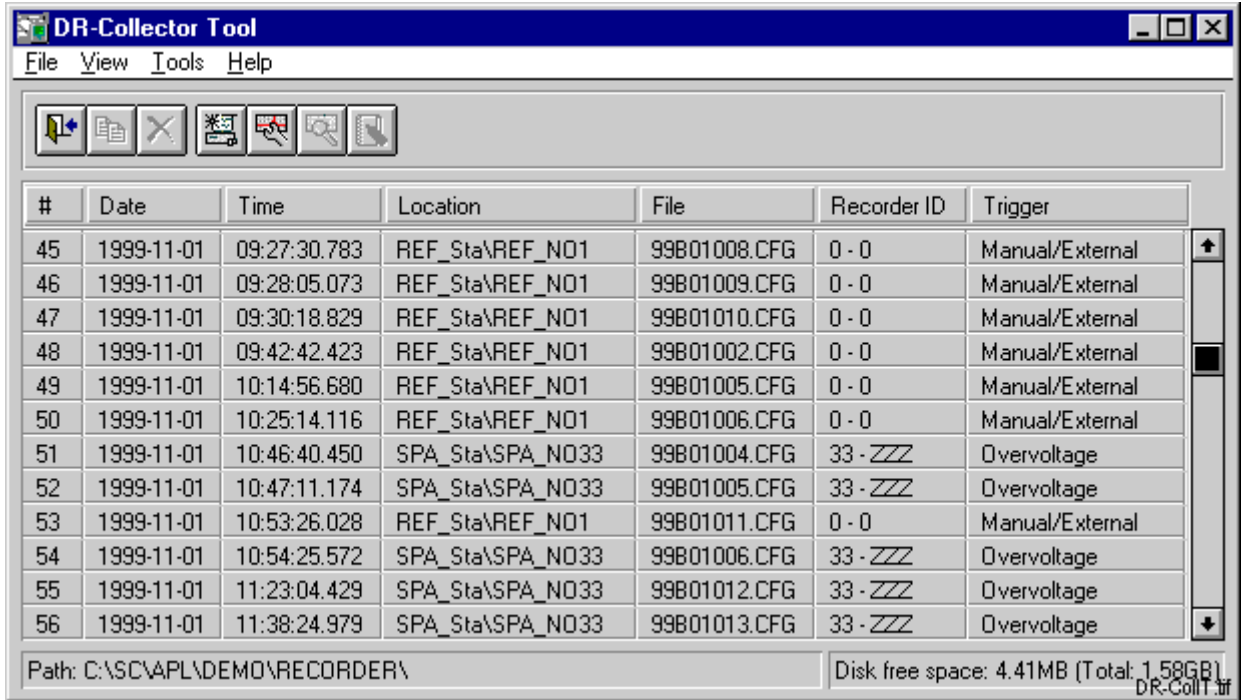 DR-Collector Tool
File View Tools Help
# Date Time Location File Recorder ID Trigger
45 1999-11-01 09:27:30.783 REF_Sta\REF_NO1 99B01008.CFG 0 - 0 Manual/External
46 1999-11-01 09:28:05.073 REF_Sta\REF_NO1 99B01009.CFG 0 - 0 Manual/External
47 1999-11-01 09:30:18.829 REF_Sta\REF_NO1 99B01010.CFG 0 - 0 Manual/External
48 1999-11-01 09:42:42.423 REF_Sta\REF_NO1 99B01002.CFG 0 - 0 Manual/External
49 1999-11-01 10:14:56.680 REF_Sta\REF_NO1 99B01005.CFG 0 - 0 Manual/External
50 1999-11-01 10:25:14.116 REF_Sta\REF_NO1 99B01006.CFG 0 - 0 Manual/External
51 1999-11-01 10:46:40.450 SPA_Sta\SPA_NO33 99B01004.CFG 33 - ZZZ Overvoltage
52 1999-11-01 10:47:11.174 SPA_Sta\SPA_NO33 99B01005.CFG 33 - ZZZ Overvoltage
53 1999-11-01 10:53:26.028 REF_Sta\REF_NO1 99B01011.CFG 0 - 0 Manual/External
54 1999-11-01 10:54:25.572 SPA_Sta\SPA_NO33 99B01006.CFG 33 - ZZZ Overvoltage
55 1999-11-01 11:23:04.429 SPA_Sta\SPA_NO33 99B01012.CFG 33 - ZZZ Overvoltage
56 1999-11-01 11:38:24.979 SPA_Sta\SPA_NO33 99B01013.CFG 33 - ZZZ Overvoltage
Path: C:\SC\APL\DEMO\RECORDER\ Disk free space: 4.41MB (Total: 1.58GB)
DR-CollT.tif